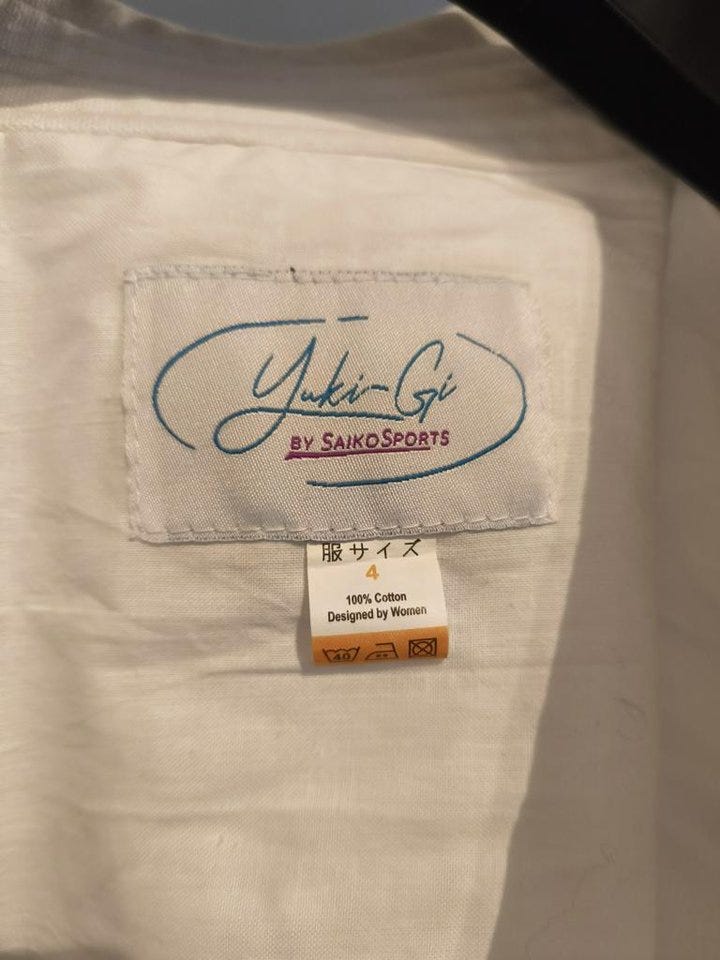 Yuki-Gi
BY SAIKOSPORTS
服サイズ
4
100% Cotton
Designed by Women
40